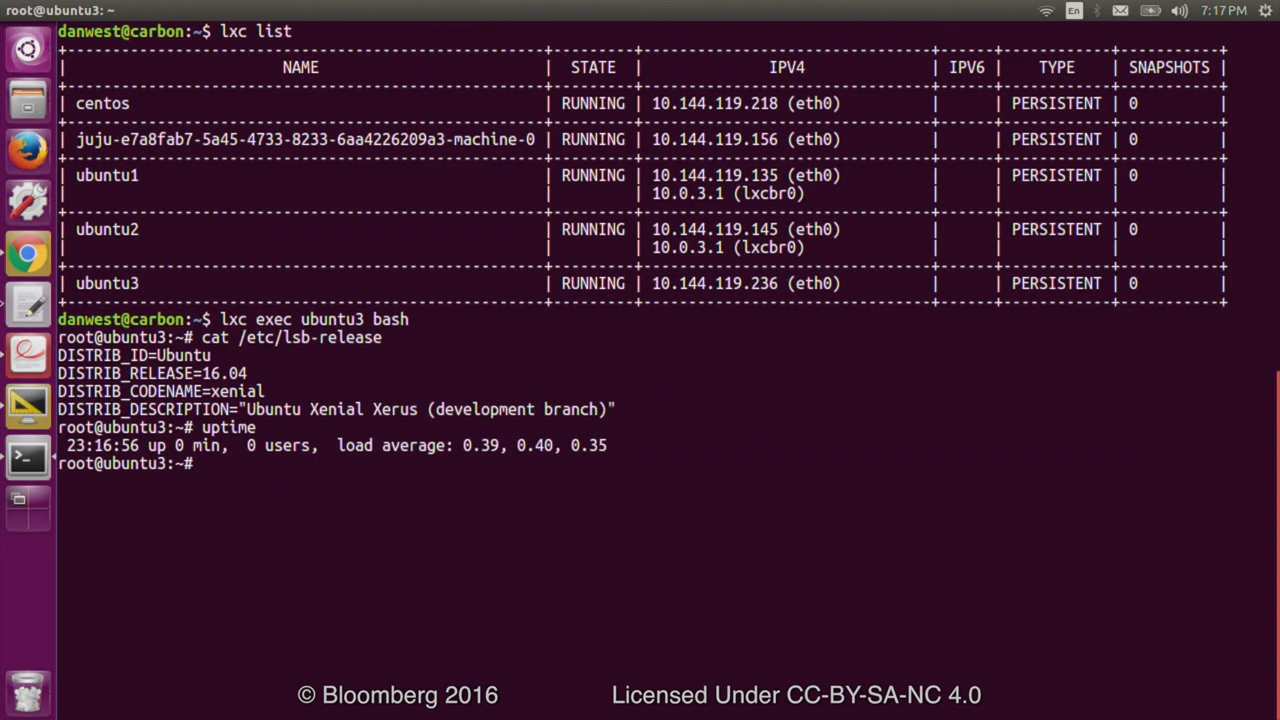 root@ubuntu3: ~
En
7:17PM
danwest@carbon:~$ lxc list
| NAME | STATE | IPV4 | IPV6 | TYPE | SNAPSHOTS |
| centos | RUNNING | 10.144.119.218 (eth0) | | PERSISTENT | 0 |
| juju-e7a8fab7-5a45-4733-8233-6aa4226209a3-machine-0 | RUNNING | 10.144.119.156 (eth0) | | PERSISTENT | 0 |
| ubuntu1 | RUNNING | 10.144.119.135 (eth0) | | PERSISTENT | 0 |
| | | 10.0.3.1 (lxcbr0) | | | |
| ubuntu2 | RUNNING | 10.144.119.145 (eth0) | | PERSISTENT | 0 |
| | | 10.0.3.1 (lxcbr0) | | | |
| ubuntu3 | RUNNING | 10.144.119.236 (eth0) | | PERSISTENT | 0 |
danwest@carbon:~$ lxc exec ubuntu3 bash
root@ubuntu3:~# cat /etc/lsb-release
DISTRIB_ID=Ubuntu
DISTRIB_RELEASE=16.04
DISTRIB_CODENAME=xenial
DISTRIB_DESCRIPTION="Ubuntu Xenial Xerus (development branch)"
root@ubuntu3:~# uptime
23:16:56 up 0 min,  0 users,  load average: 0.39, 0.40, 0.35
root@ubuntu3:~#
© Bloomberg 2016
Licensed Under CC-BY-SA-NC 4.0